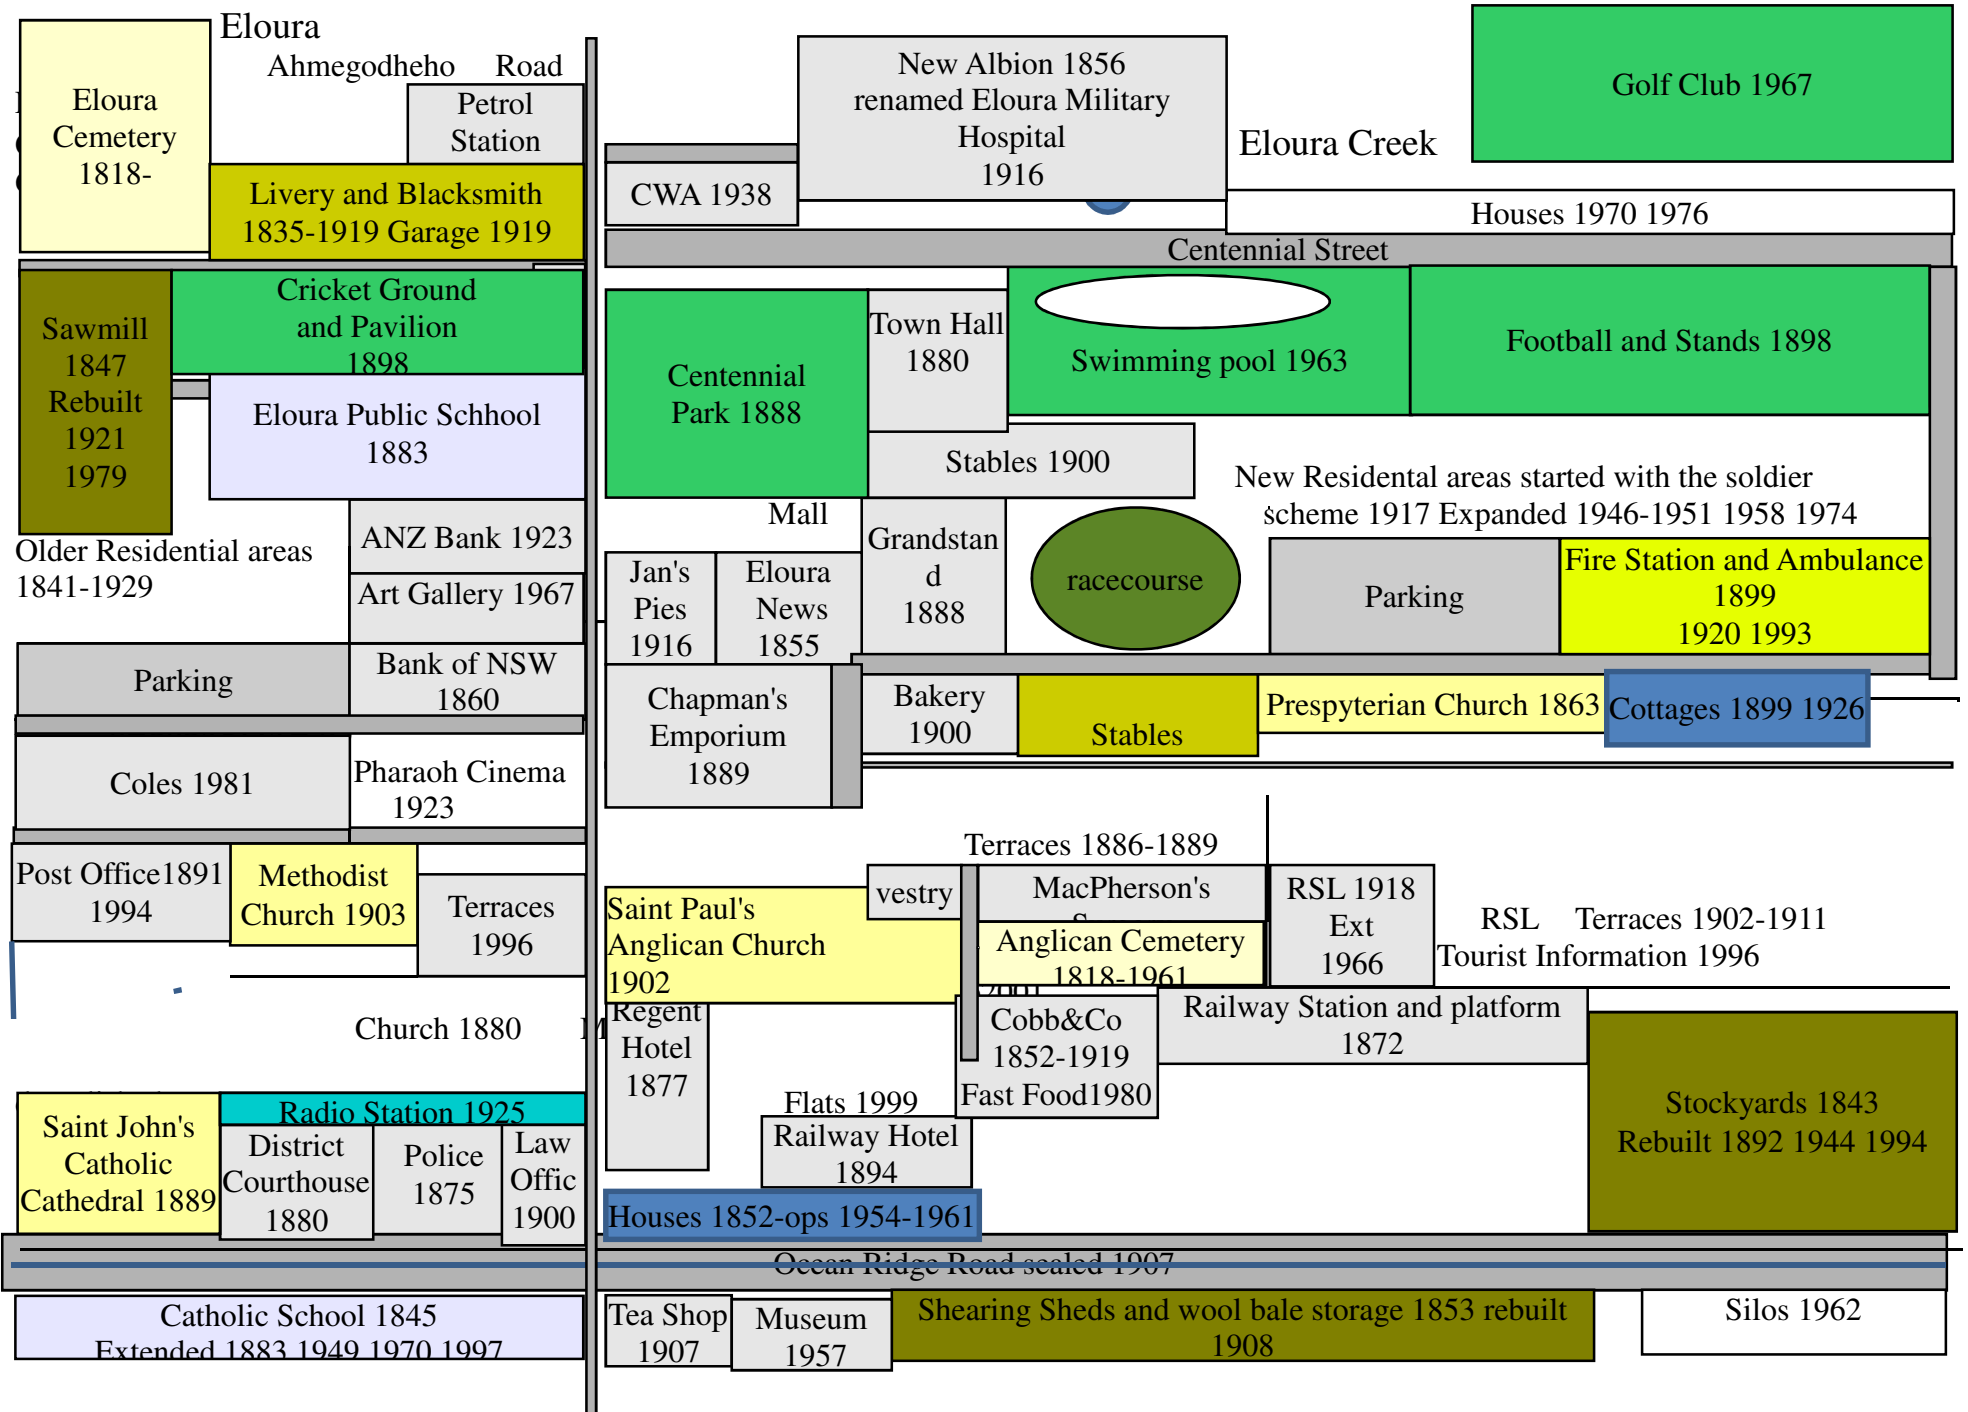 Eloura
Ahmegodheho Road
Eloura
Cemetery
1818-
Petrol
Station
Livery and Blacksmith
1835-1919 Garage 1919
New Albion 1856
renamed Eloura Military
Hospital
1916
CWA 1938
Eloura Creek
Golf Club 1967
Houses 1970 1976
Centennial Street
Sawmill
1847
Rebuilt
1921
1979
Cricket Ground
and Pavilion
1898
Eloura Public Schhool
1883
Centennial
Park 1888
Town Hall
1880
Swimming pool 1963
Football and Stands 1898
Stables 1900
New Residental areas started with the soldier
scheme 1917 Expanded 1946-1951 1958 1974
Mall
ANZ Bank 1923
Older Residential areas
1841-1929
Art Gallery 1967
Jan's
Pies
1916
Eloura
News
1855
Grandstan
d
1888
racecourse
Parking
Fire Station and Ambulance
1899
1920 1993
Parking
Bank of NSW
1860
Chapman's
Emporium
1889
Bakery
1900
Stables
Prespyterian Church 1863
Cottages 1899 1926
Coles 1981
Pharaoh Cinema
1923
Terraces 1886-1889
Post Office1891
1994
Methodist
Church 1903
Terraces
1996
Saint Paul's
Anglican Church
1902
vestry
MacPherson's
Anglican Cemetery
1818-1961
RSL 1918
Ext
1966
RSL Terraces 1902-1911
Tourist Information 1996
Church 1880
Regent
Hotel
1877
Cobb&Co
1852-1919
Fast Food1980
Railway Station and platform
1872
Flats 1999
Railway Hotel
1894
Stockyards 1843
Rebuilt 1892 1944 1994
Saint John's
Catholic
Cathedral 1889
Radio Station 1925
District
Courthouse
1880
Police
1875
Law
Offic
1900
Houses 1852-ops 1954-1961
Ocean Ridge Road sealed 1907
Catholic School 1845
Extended 1883 1949 1970 1997
Tea Shop
1907
Museum
1957
Shearing Sheds and wool bale storage 1853 rebuilt
1908
Silos 1962